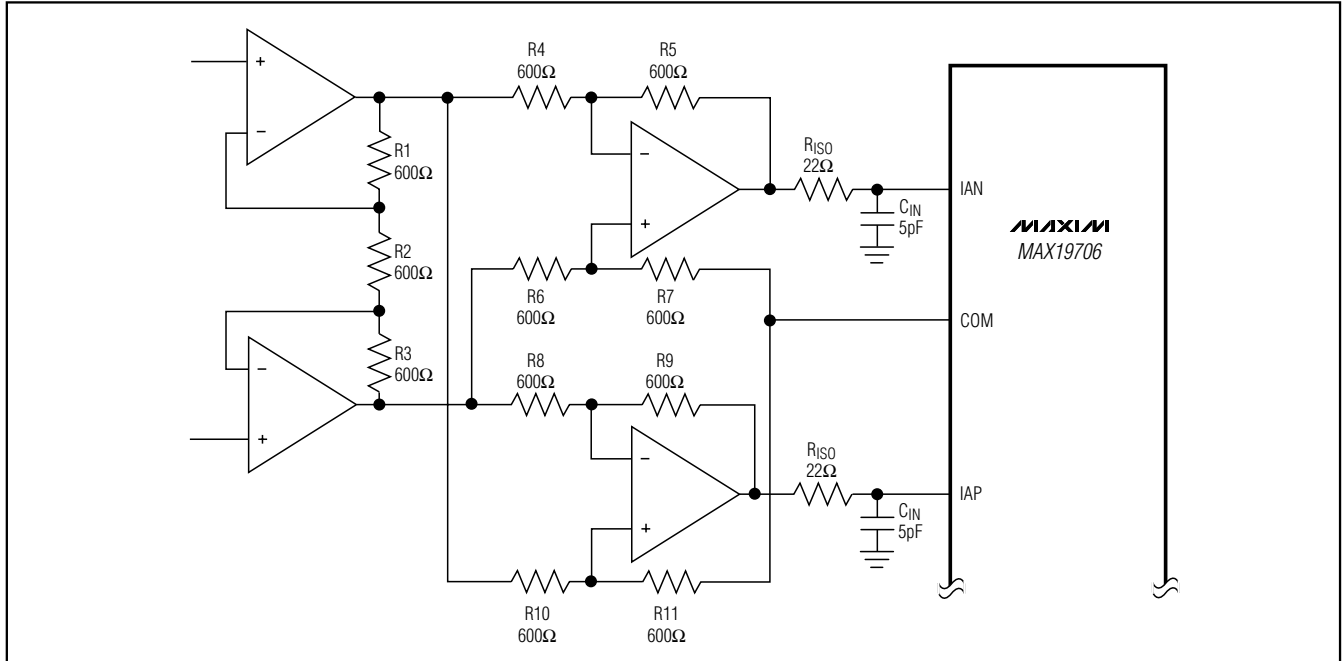 R4
600Ω
R5
600Ω
+
−
R1
600Ω
−
+
RISO
22Ω
IAN
CIN
5pF
MAXIM
MAX19706
R2
600Ω
R6
600Ω
R7
600Ω
COM
R3
600Ω
−
+
R8
600Ω
R9
600Ω
−
+
RISO
22Ω
IAP
CIN
5pF
R10
600Ω
R11
600Ω